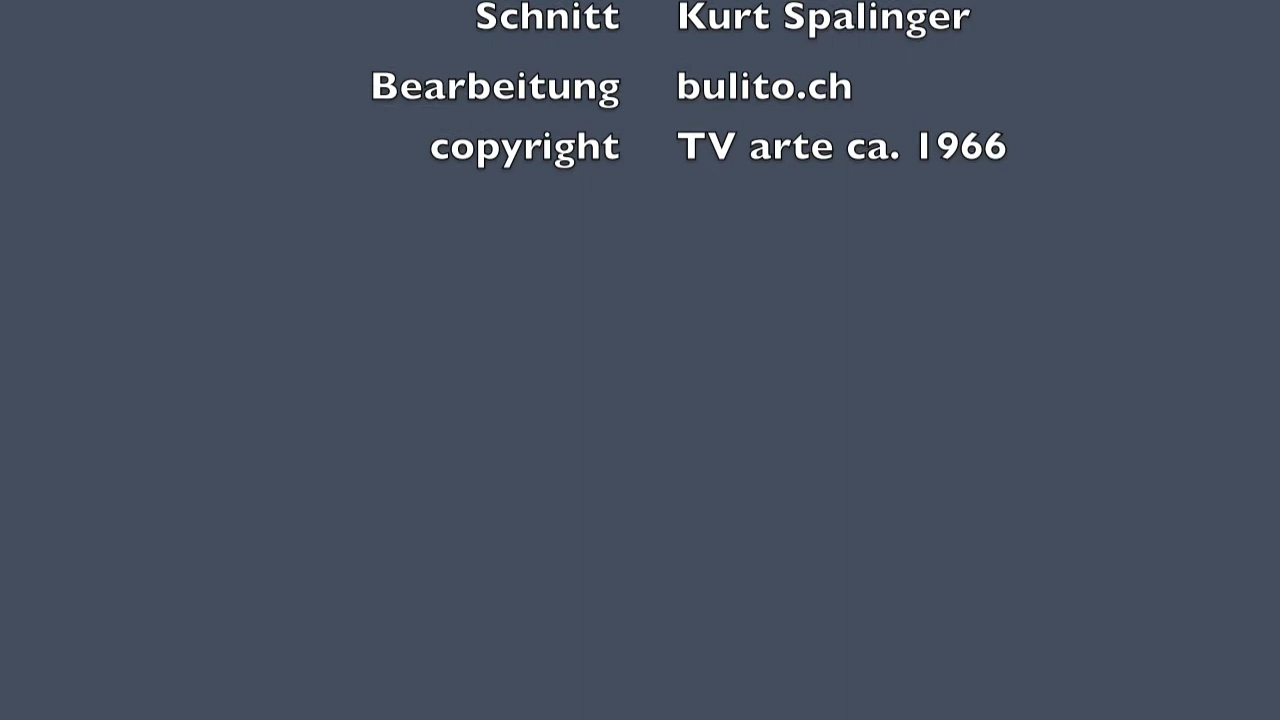 Schnitt Kurt Spalinger
Bearbeitung bulito.ch
copyright TV arte ca. 1966